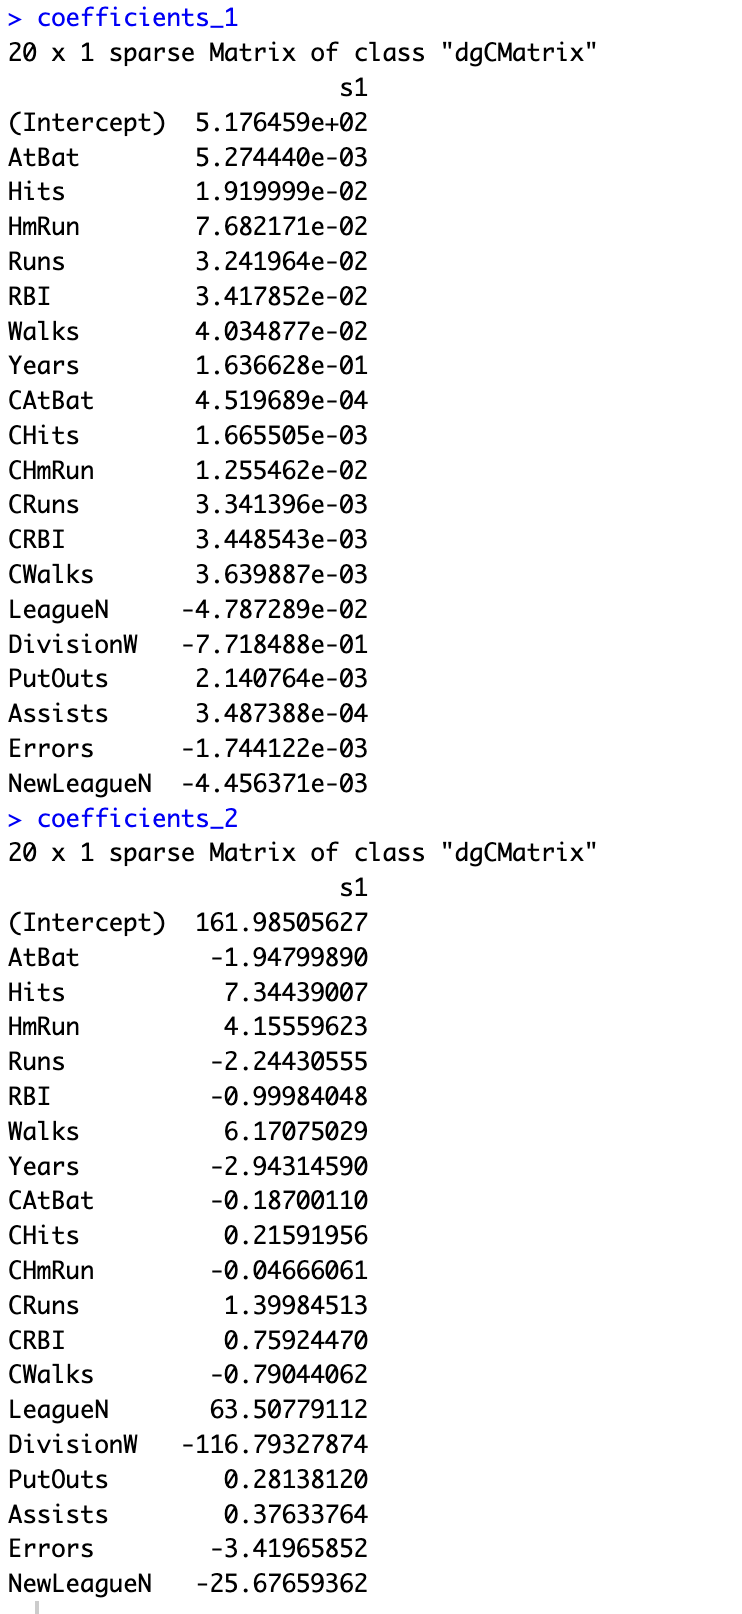 > coefficients_1
20 x 1 sparse Matrix of class "dgCMatrix"
                      s1
(Intercept)  5.176459e+02
AtBat        5.274440e-03
Hits         1.919999e-02
HmRun        7.682171e-02
Runs         3.241964e-02
RBI          3.417852e-02
Walks        4.034877e-02
Years        1.636628e-01
CAtBat       4.519689e-04
CHits        1.665505e-03
CHmRun       1.255462e-02
CRuns        3.341396e-03
CRBI         3.448543e-03
CWalks       3.639887e-03
LeagueN     -4.787289e-02
DivisionW   -7.718488e-01
PutOuts      2.140764e-03
Assists      3.487388e-04
Errors      -1.744122e-03
NewLeagueN  -4.456371e-03
> coefficients_2
20 x 1 sparse Matrix of class "dgCMatrix"
                      s1
(Intercept)  161.98505627
AtBat         -1.94799890
Hits           7.34439007
HmRun          4.15559623
Runs          -2.24430555
RBI           -0.99984048
Walks          6.17075029
Years         -2.94314590
CAtBat        -0.18700110
CHits          0.21591956
CHmRun        -0.04666061
CRuns          1.39984513
CRBI           0.75924470
CWalks        -0.79044062
LeagueN       63.50779112
DivisionW   -116.79327874
PutOuts        0.28138120
Assists        0.37633764
Errors        -3.41965852
NewLeagueN   -25.67659362